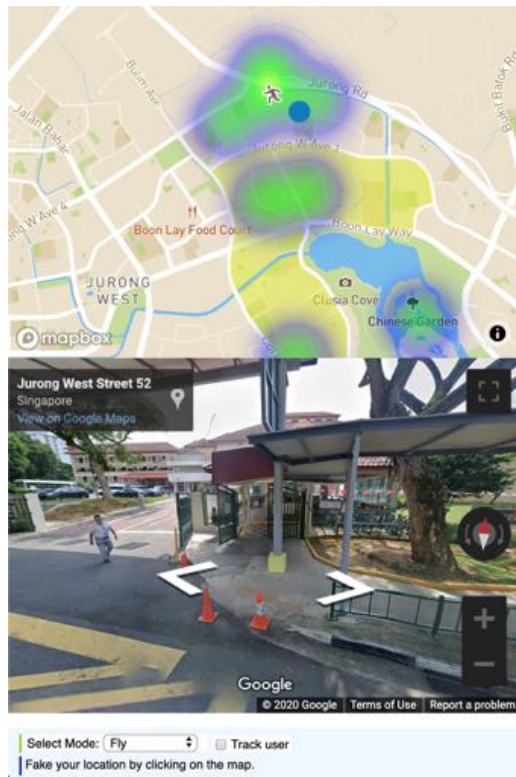 Jurong Rd
Bukit Batok Rd
Bulim Ave
Jalan Bahar
Jurong W Ave 1
Jurong W Ave 4
Boon Lay Way
Boon Lay Food Court
JURONG
WEST
Clusia Cove
Chinese Garden
mapbox
Jurong West Street 52
Singapore
View on Google Maps
Google
© 2020 Google
Terms of Use
Report a problem
Select Mode: Fly
Track user
Fake your location by clicking on the map.